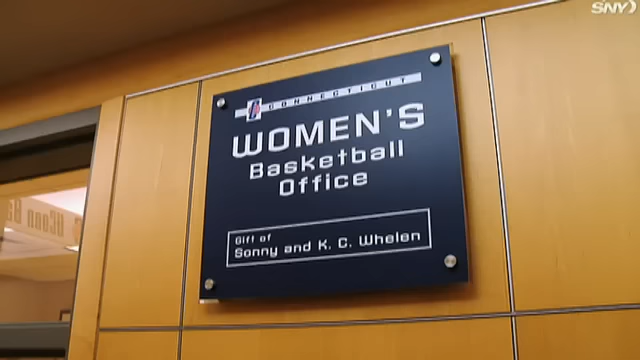 SNY
CONNECTICUT
WOMEN'S
Basketball
Office
Gift of
Sonny and K. C. Whelen